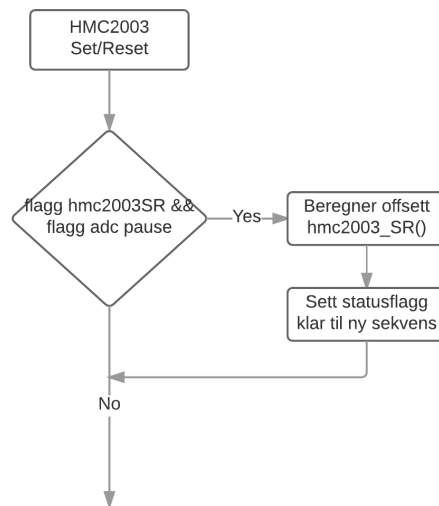 HMC2003
Set/Reset
flagg hmc2003SR &&
flagg adc pause
Yes
Beregner offsett
hmc2003_SR()
Sett statusflagg
klar til ny sekvens
No